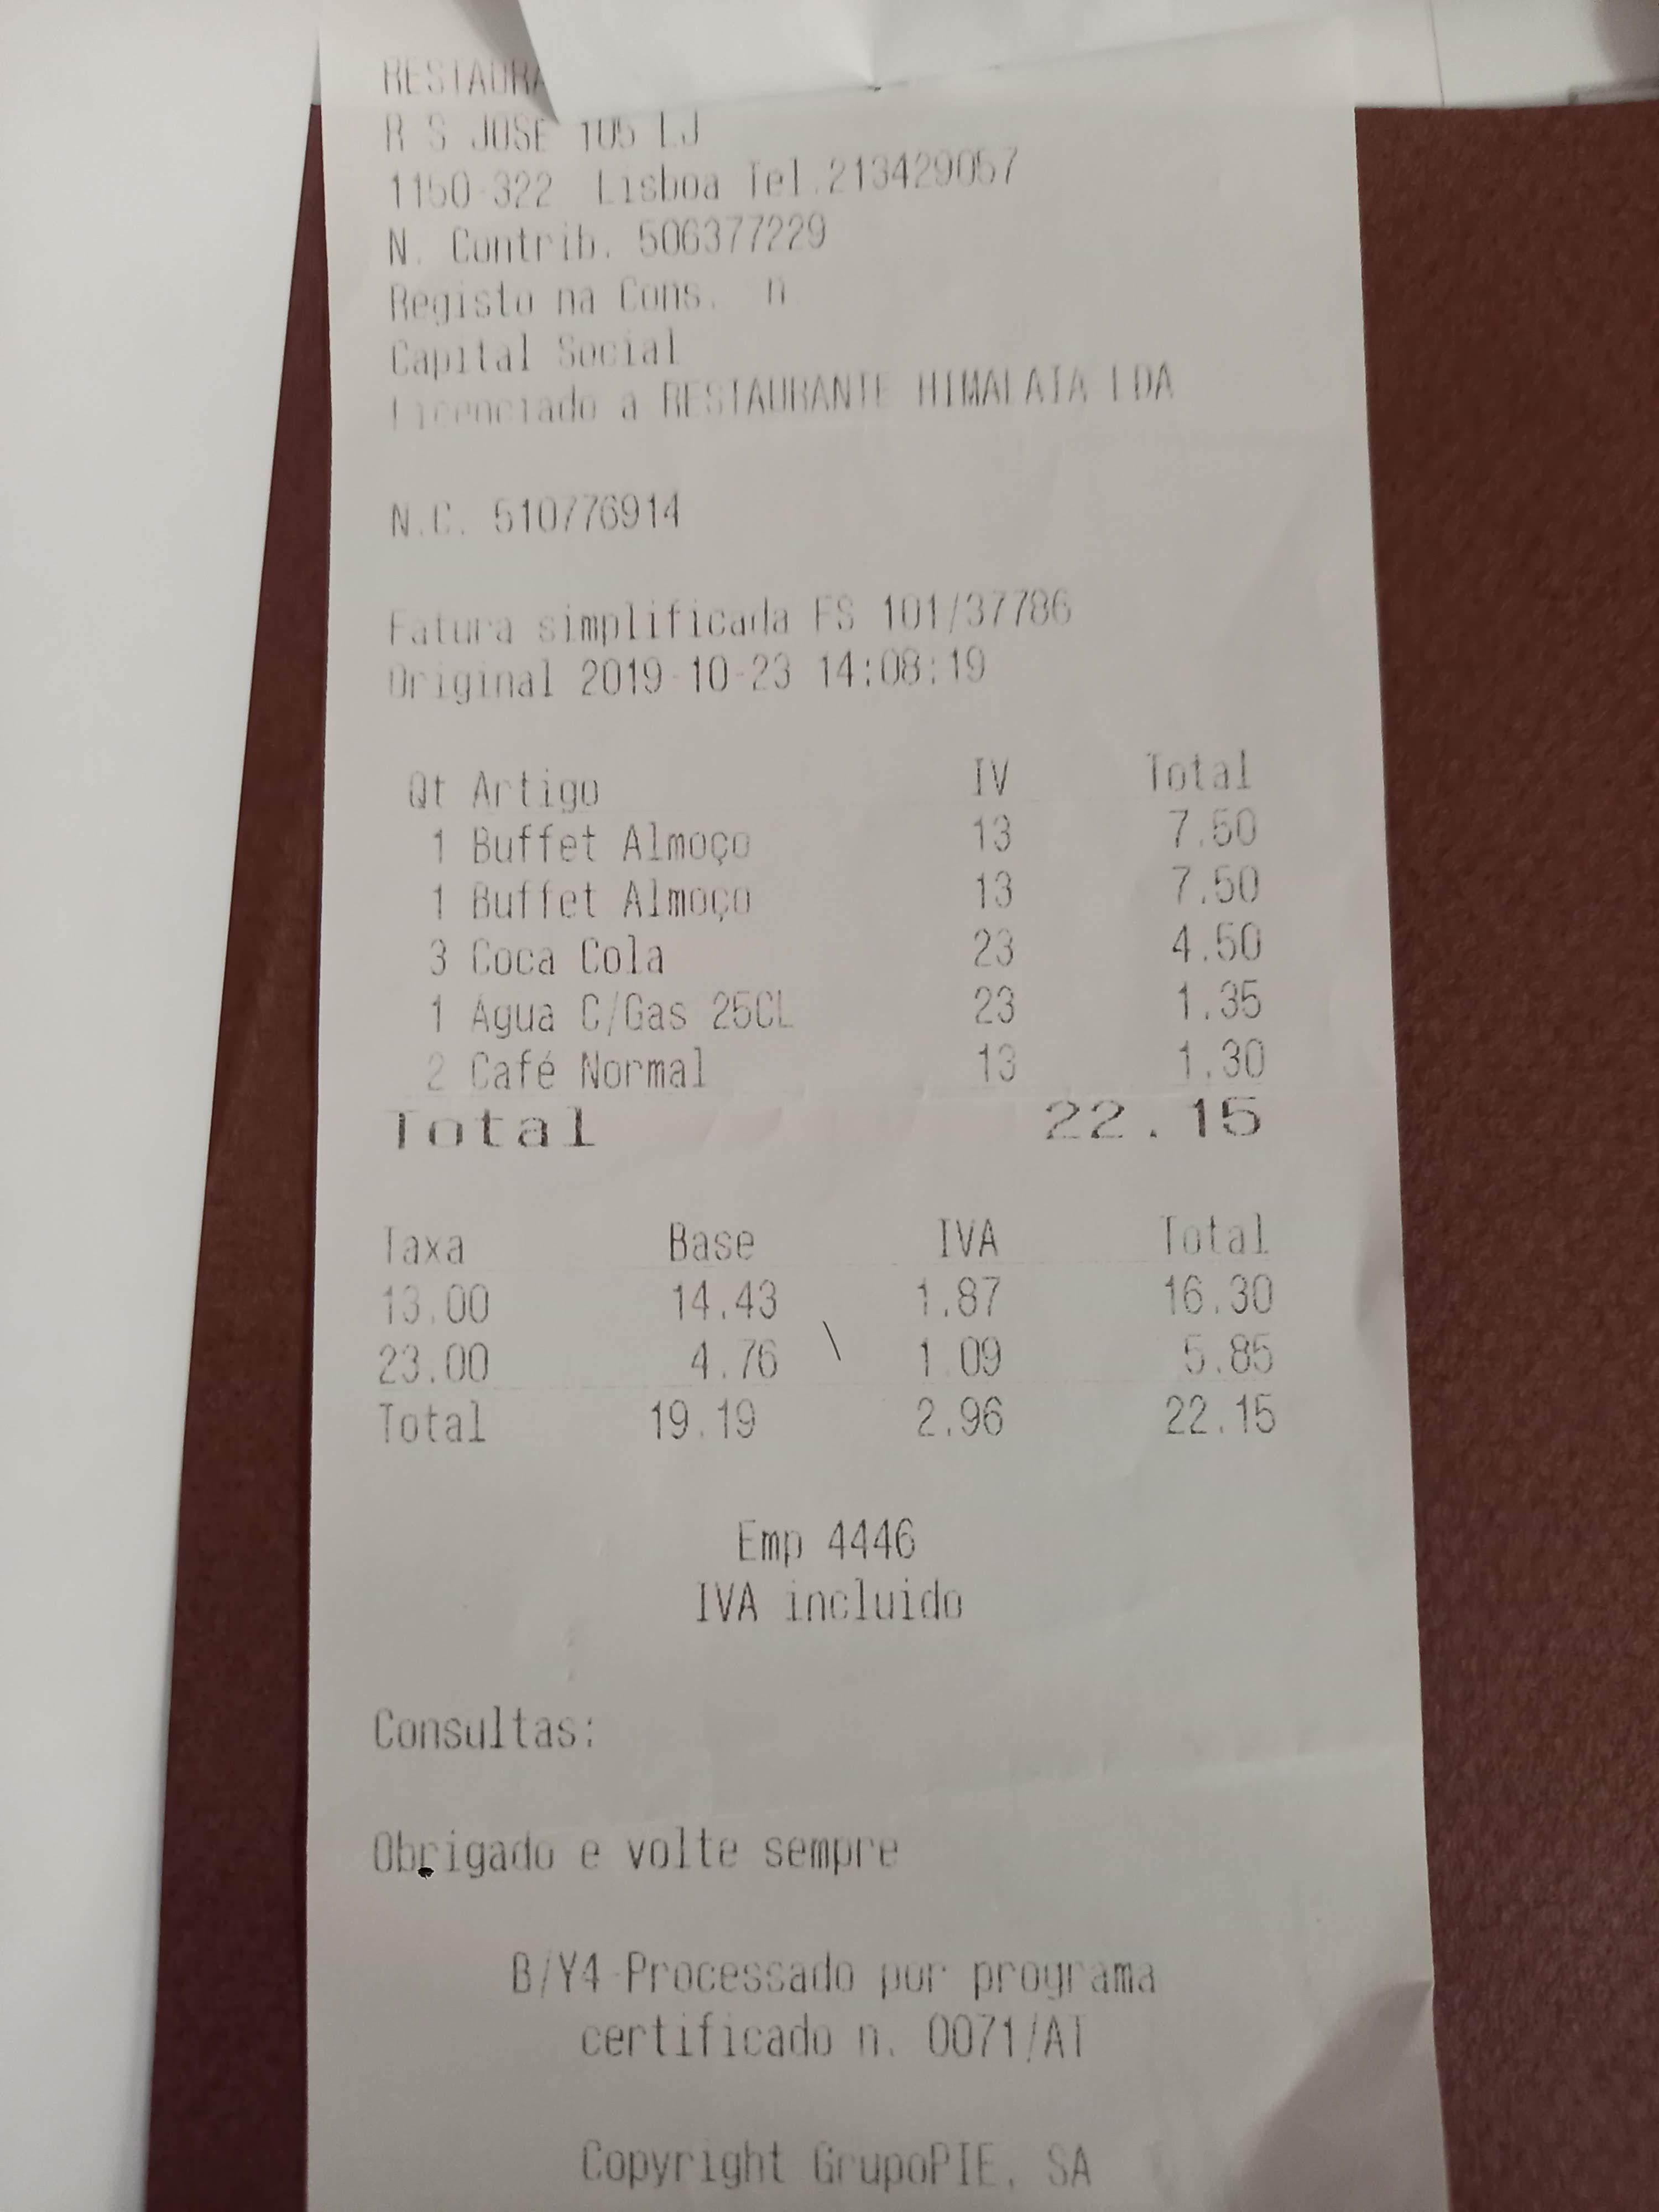 R S JOSE 105 LJ
1150-322 Lisboa Tel.213429057
N. Contrib. 506377229
Registo na Cons. n
Capital Social
Licenciado a RESTAURANTE HIMALAIA LDA
N.C. 510776914
Fatura simplificada FS 101/37786
Original 2019-10-23 14:08:19
Qt Artigo IV Total
1 Buffet Almoço 13 7.50
1 Buffet Almoço 13 7.50
3 Coca Cola 23 4.50
1 Agua C/Gas 25CL 23 1.35
2 Café Normal 13 1.30
Total 22.15
Taxa Base IVA Total
13.00 14.43 1.87 16.30
23.00 4.76 1.09 5.85
Total 19.19 2.96 22.15
Emp 4446
IVA incluido
Consultas:
Obrigado e volte sempre
B/Y4-Processado por programa
certificado n. 0071/AT
Copyright GrupoPIE, SA